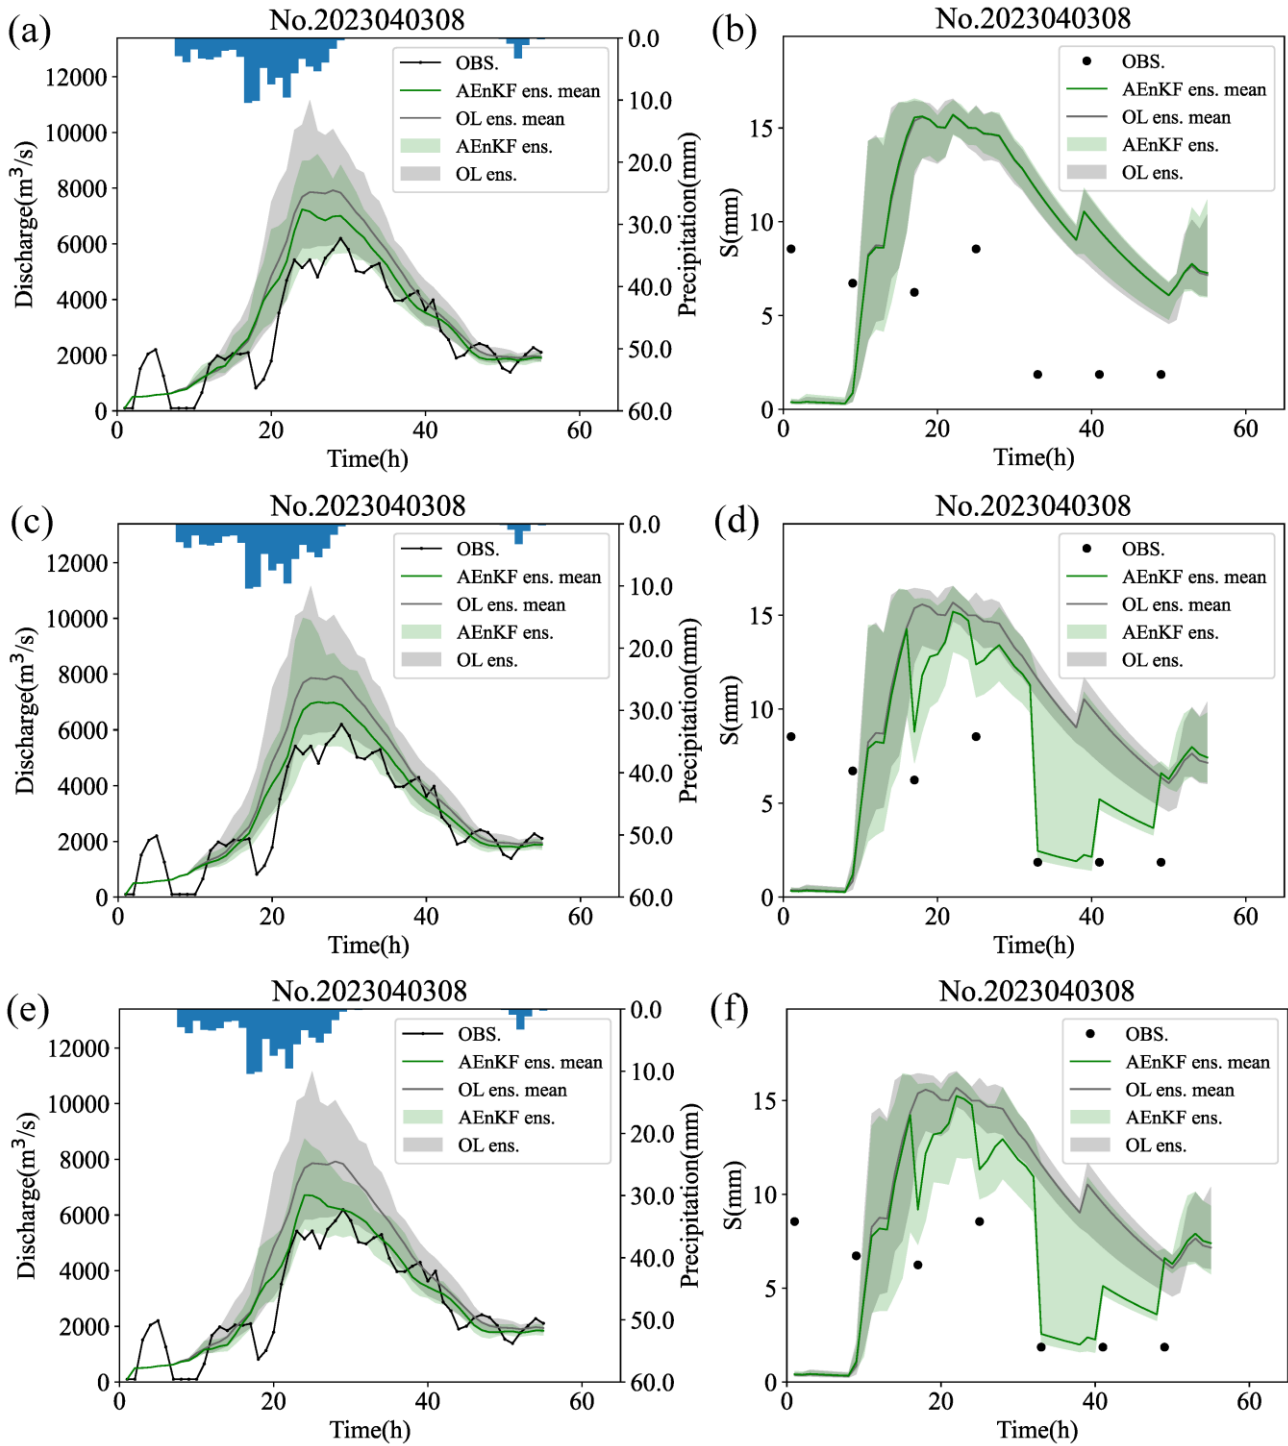 (a)
No.2023040308
Discharge(m³/s)
12000
10000
8000
6000
4000
2000
0
0
20
40
60
Time(h)
0.0
10.0
20.0
30.0
40.0
50.0
60.0
Precipitation(mm)
OBS.
AEnKF ens. mean
OL ens. mean
AEnKF ens.
OL ens.
(b)
No.2023040308
S(mm)
15
10
5
0
0
20
40
60
Time(h)
OBS.
AEnKF ens. mean
OL ens. mean
AEnKF ens.
OL ens.
(c)
No.2023040308
Discharge(m³/s)
12000
10000
8000
6000
4000
2000
0
0
20
40
60
Time(h)
0.0
10.0
20.0
30.0
40.0
50.0
60.0
Precipitation(mm)
OBS.
AEnKF ens. mean
OL ens. mean
AEnKF ens.
OL ens.
(d)
No.2023040308
S(mm)
15
10
5
0
0
20
40
60
Time(h)
OBS.
AEnKF ens. mean
OL ens. mean
AEnKF ens.
OL ens.
(e)
No.2023040308
Discharge(m³/s)
12000
10000
8000
6000
4000
2000
0
0
20
40
60
Time(h)
0.0
10.0
20.0
30.0
40.0
50.0
60.0
Precipitation(mm)
OBS.
AEnKF ens. mean
OL ens. mean
AEnKF ens.
OL ens.
(f)
No.2023040308
S(mm)
15
10
5
0
0
20
40
60
Time(h)
OBS.
AEnKF ens. mean
OL ens. mean
AEnKF ens.
OL ens.